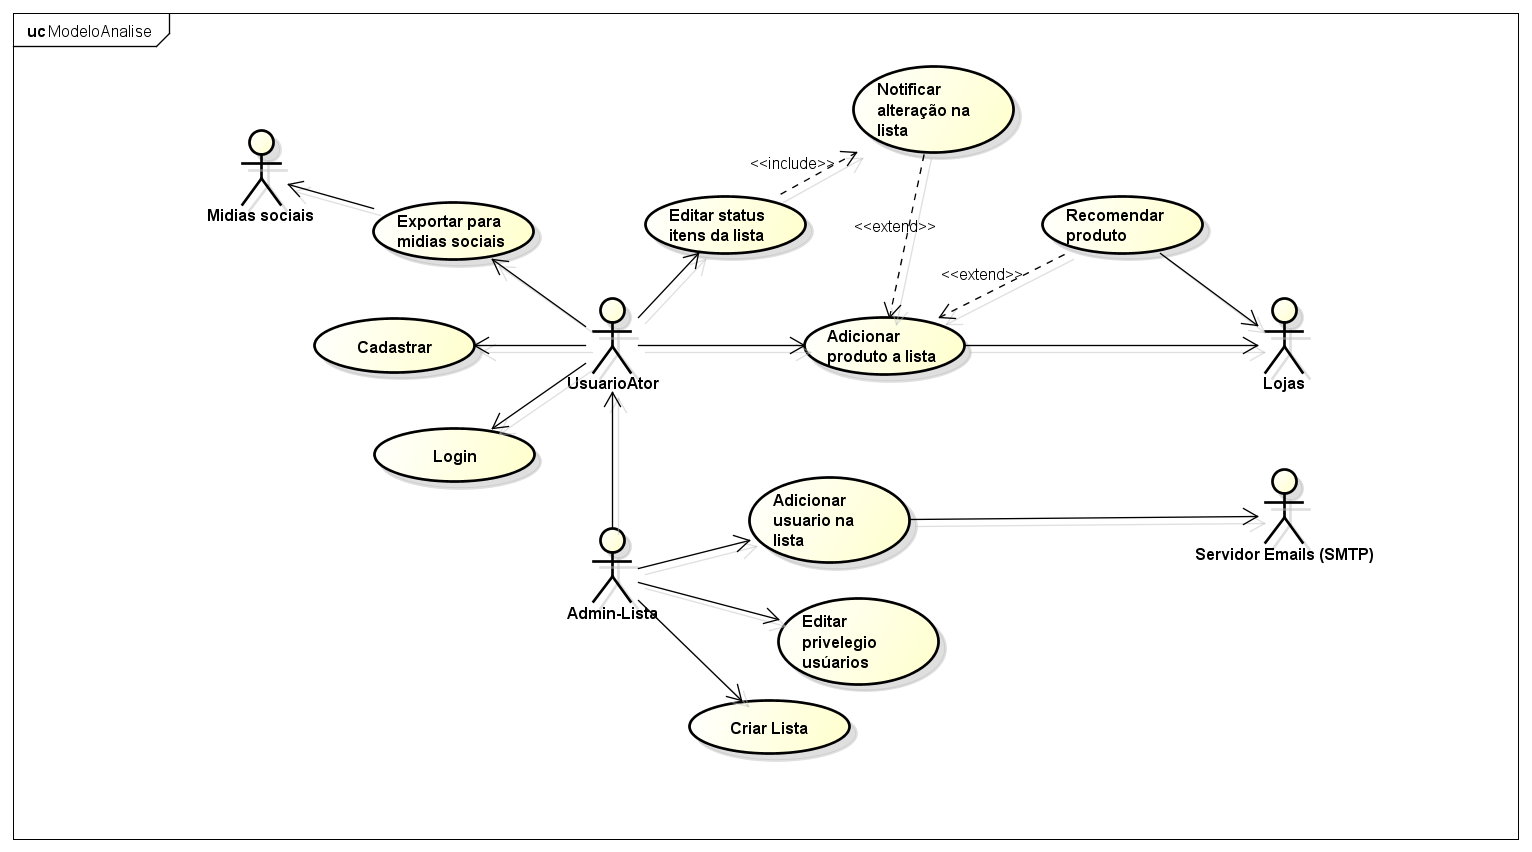 uc ModeloAnalise
Notificar
alteração na
lista
<<include>>
Midias sociais
Exportar para
midias sociais
Editar status
itens da lista
<<extend>>
Recomendar
produto
<<extend>>
Cadastrar
UsuarioAtor
Adicionar
produto a lista
Lojas
Login
Adicionar
usuario na
lista
Servidor Emails (SMTP)
Admin-Lista
Editar
privelegio
usúarios
Criar Lista